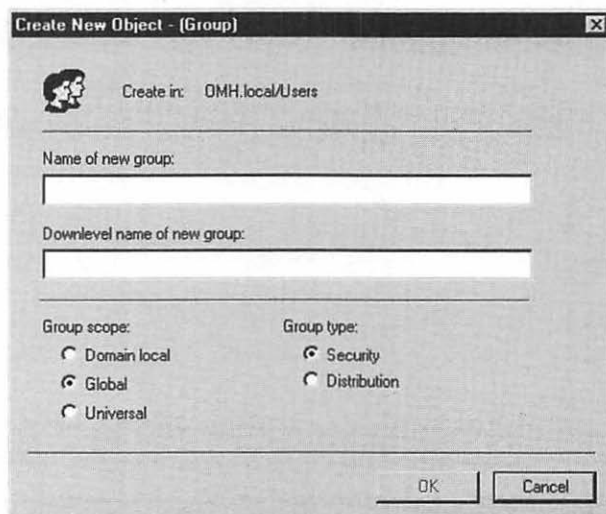 Create New Object - (Group)
Create in: OMH.local/Users
Name of new group:
Downlevel name of new group:
Group scope:
Domain local
Global
Universal
Group type:
Security
Distribution
OK
Cancel